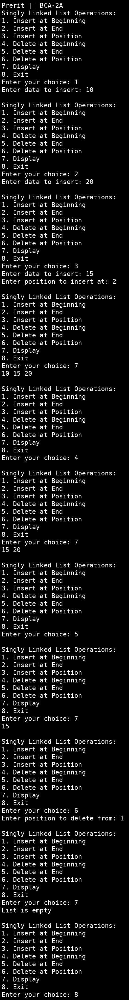 Prerit || BCA-2A
Singly Linked List Operations:
1. Insert at Beginning
2. Insert at End
3. Insert at Position
4. Delete at Beginning
5. Delete at End
6. Delete at Position
7. Display
8. Exit
Enter your choice: 1
Enter data to insert: 10

Singly Linked List Operations:
1. Insert at Beginning
2. Insert at End
3. Insert at Position
4. Delete at Beginning
5. Delete at End
6. Delete at Position
7. Display
8. Exit
Enter your choice: 2
Enter data to insert: 20

Singly Linked List Operations:
1. Insert at Beginning
2. Insert at End
3. Insert at Position
4. Delete at Beginning
5. Delete at End
6. Delete at Position
7. Display
8. Exit
Enter your choice: 3
Enter data to insert: 15
Enter position to insert at: 2

Singly Linked List Operations:
1. Insert at Beginning
2. Insert at End
3. Insert at Position
4. Delete at Beginning
5. Delete at End
6. Delete at Position
7. Display
8. Exit
Enter your choice: 7
10 15 20

Singly Linked List Operations:
1. Insert at Beginning
2. Insert at End
3. Insert at Position
4. Delete at Beginning
5. Delete at End
6. Delete at Position
7. Display
8. Exit
Enter your choice: 4

Singly Linked List Operations:
1. Insert at Beginning
2. Insert at End
3. Insert at Position
4. Delete at Beginning
5. Delete at End
6. Delete at Position
7. Display
8. Exit
Enter your choice: 7
15 20

Singly Linked List Operations:
1. Insert at Beginning
2. Insert at End
3. Insert at Position
4. Delete at Beginning
5. Delete at End
6. Delete at Position
7. Display
8. Exit
Enter your choice: 5

Singly Linked List Operations:
1. Insert at Beginning
2. Insert at End
3. Insert at Position
4. Delete at Beginning
5. Delete at End
6. Delete at Position
7. Display
8. Exit
Enter your choice: 7
15

Singly Linked List Operations:
1. Insert at Beginning
2. Insert at End
3. Insert at Position
4. Delete at Beginning
5. Delete at End
6. Delete at Position
7. Display
8. Exit
Enter your choice: 6
Enter position to delete from: 1

Singly Linked List Operations:
1. Insert at Beginning
2. Insert at End
3. Insert at Position
4. Delete at Beginning
5. Delete at End
6. Delete at Position
7. Display
8. Exit
Enter your choice: 7
List is empty

Singly Linked List Operations:
1. Insert at Beginning
2. Insert at End
3. Insert at Position
4. Delete at Beginning
5. Delete at End
6. Delete at Position
7. Display
8. Exit
Enter your choice: 8